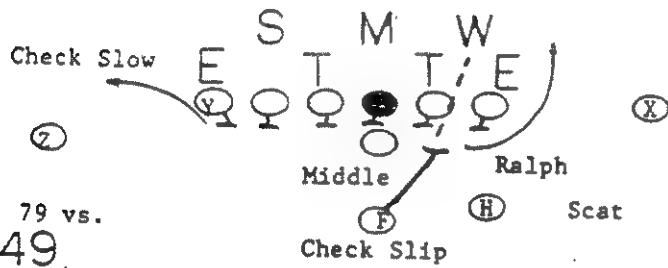 S M W
Check Slow E T T E
Y X
Z
Middle Ralph
79 vs. F H Scat
49 Check Slip